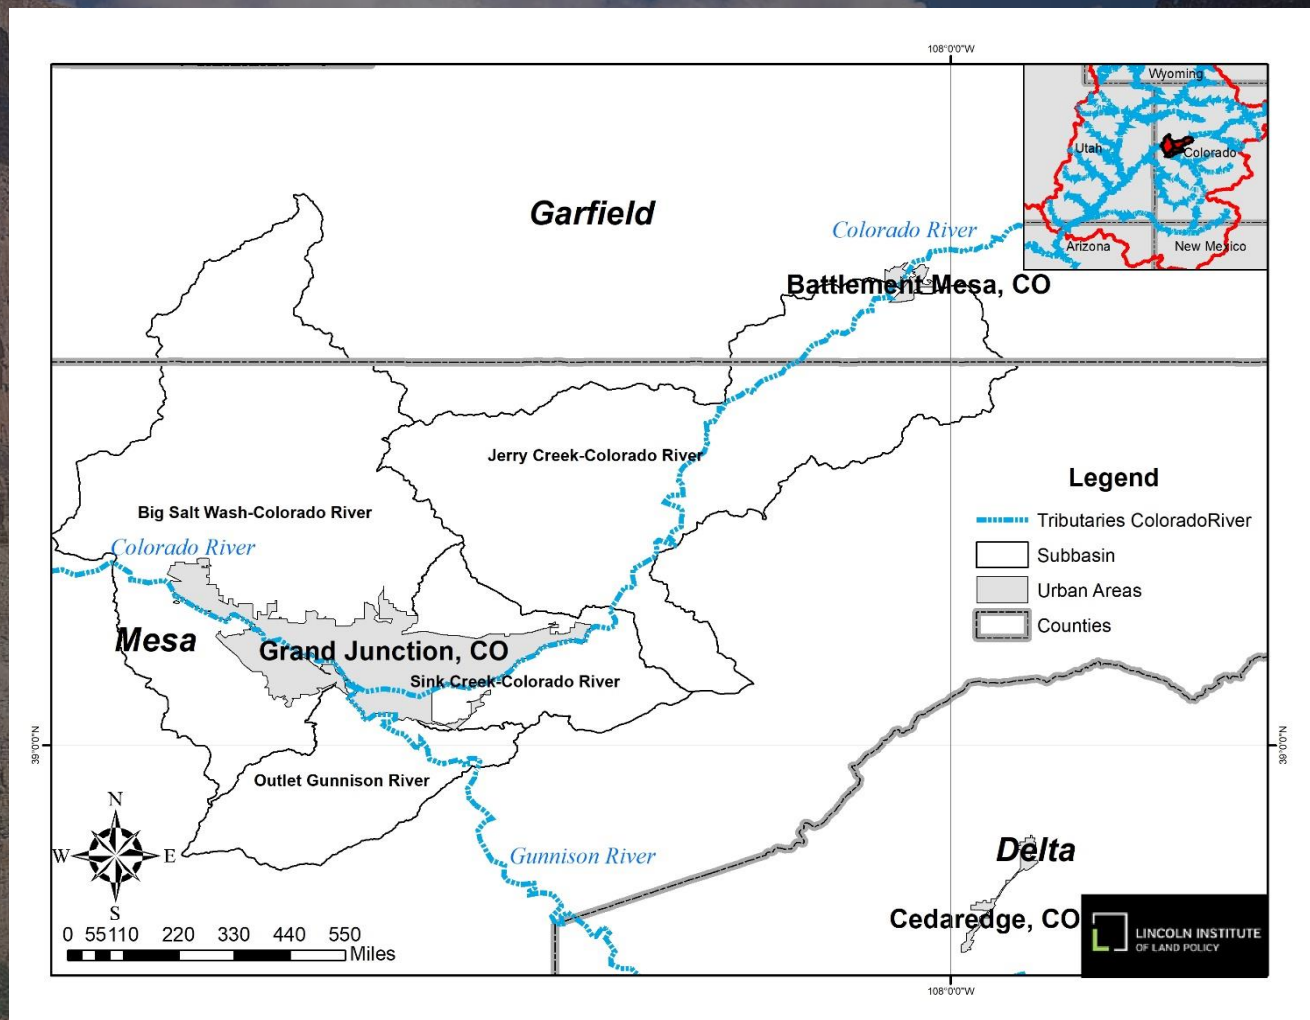 108°0'0"W
Wyoming
Utah
Colorado
Arizona
New Mexico
Garfield
Colorado River
Battlement Mesa, CO
Jerry Creek-Colorado River
Legend
Tributaries ColoradoRiver
Subbasin
Urban Areas
Counties
Big Salt Wash-Colorado River
Colorado River
Mesa
Grand Junction, CO
Sink Creek-Colorado River
39°0'0"N
39°0'0"N
Outlet Gunnison River
N
W
E
S
Gunnison River
Delta
Cedaredge, CO
0 55 110 220 330 440 550
Miles
LINCOLN INSTITUTE
OF LAND POLICY
108°0'0"W